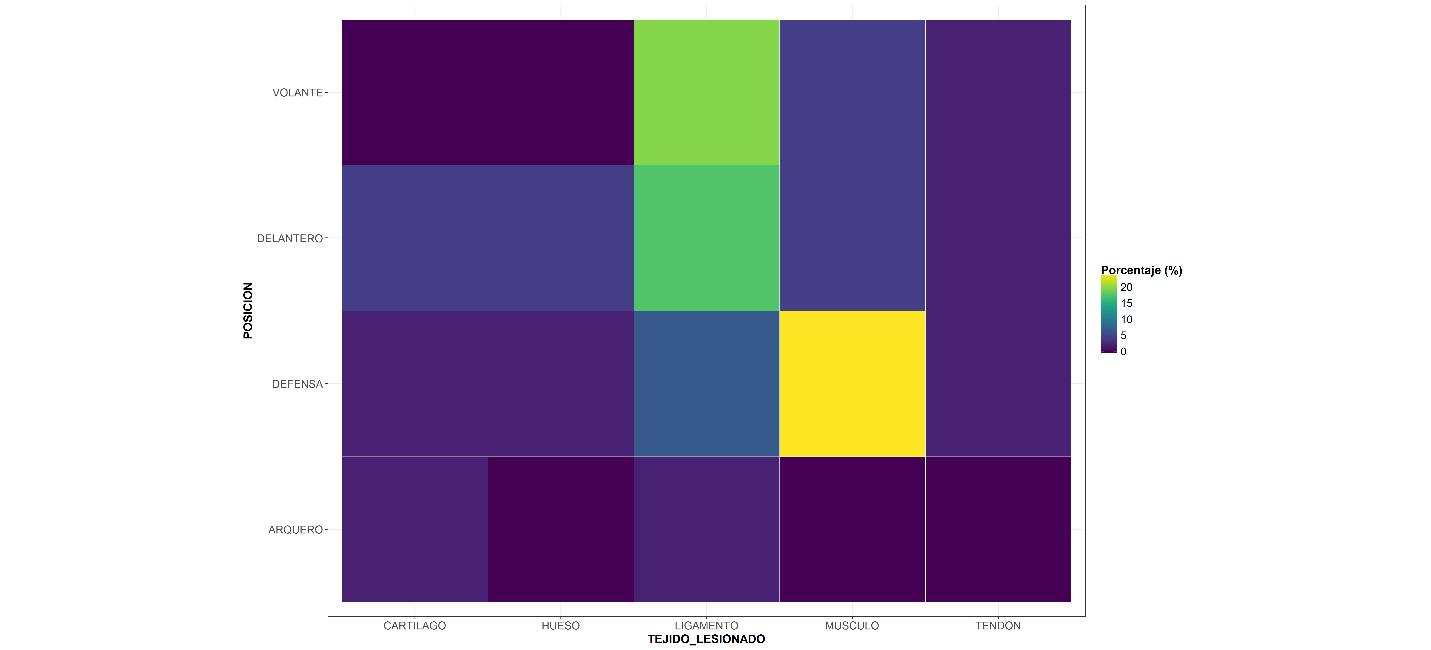 VOLANTE
DELANTERO
DEFENSA
ARQUERO
POSICION
CARTILAGO
HUESO
LIGAMENTO
MUSCULO
TENDON
TEJIDO_LESIONADO
Porcentaje (%)
20
15
10
5
0